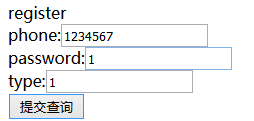 register
phone:1234567
password:1
type:1
提交查询